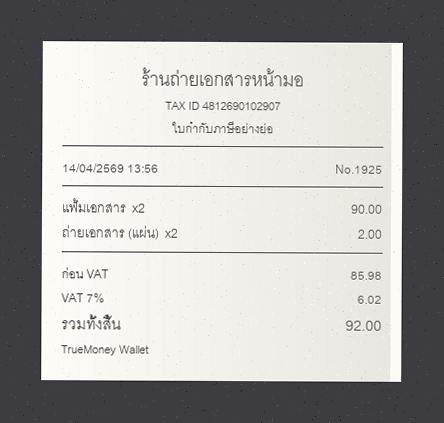 ร้านถ่ายเอกสารหน้ามอ
TAX ID 4812690102907
ใบกำกับภาษีอย่างย่อ
14/04/2569 13:56 No.1925
แฟ้มเอกสาร x2 90.00
ถ่ายเอกสาร (แผ่น) x2 2.00
ก่อน VAT 85.98
VAT 7% 6.02
รวมทั้งสิ้น 92.00
TrueMoney Wallet